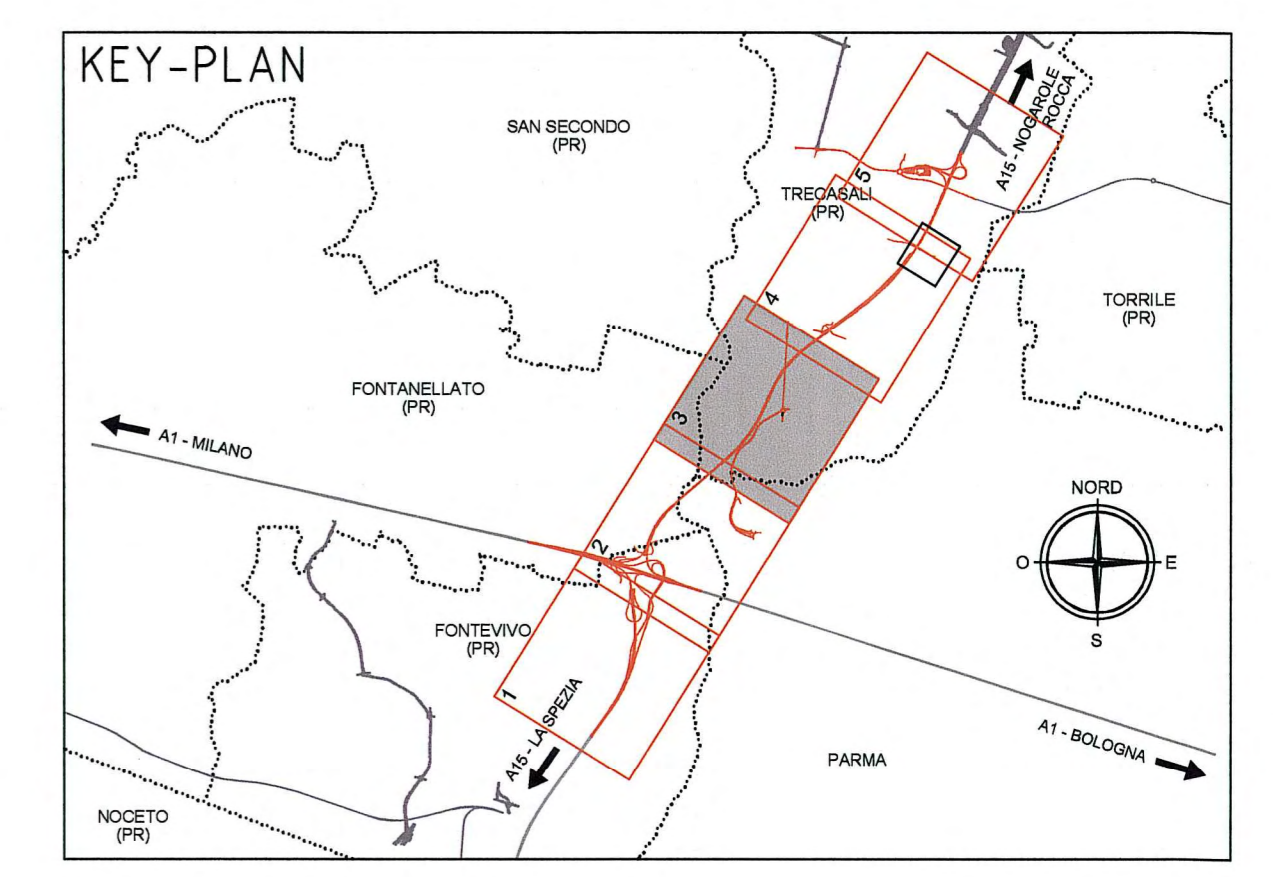 KEY-PLAN
SAN SECONDO
(PR)
A15 - NOGAROLE
ROCCA
5
TRECASALI
(PR)
4
TORRILE
(PR)
FONTANELLATO
(PR)
3
A1 - MILANO
NORD
O
E
S
2
FONTEVIVO
(PR)
1
A15 - LA SPEZIA
A1 - BOLOGNA
PARMA
NOCETO
(PR)